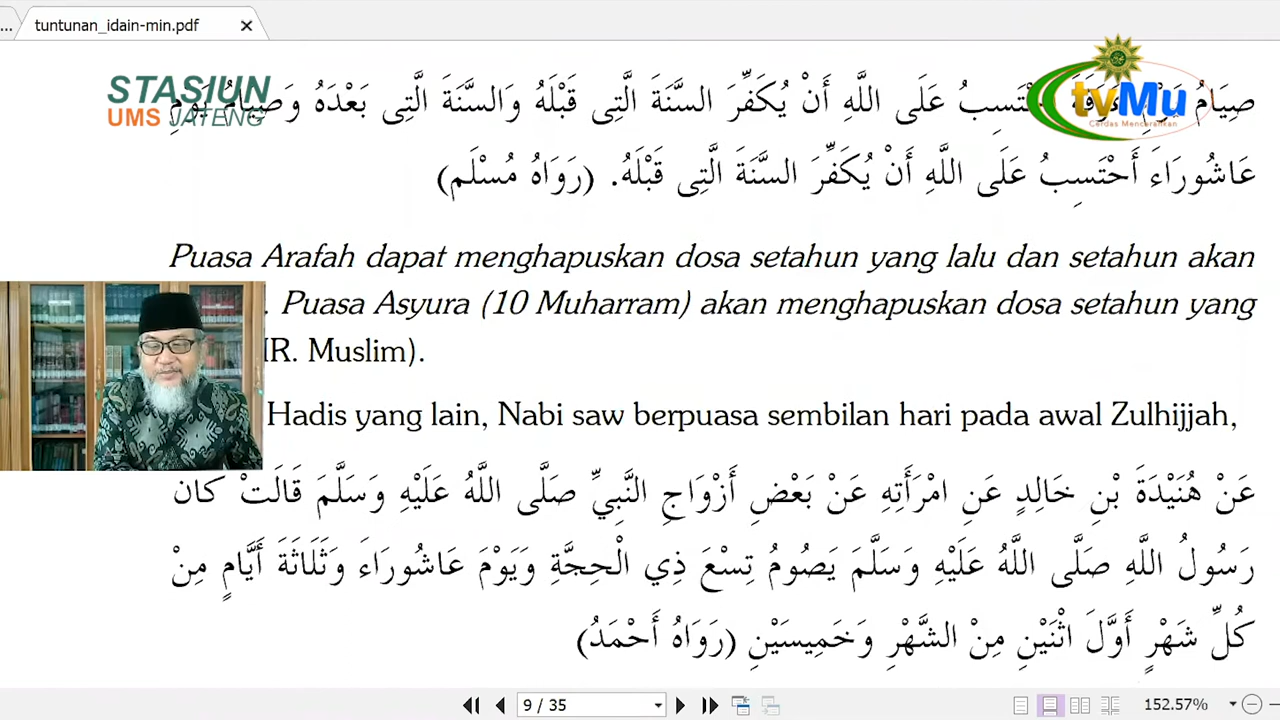 ... tuntunan_idain-min.pdf
STASIUN
UMS JATENG
tvMu
Cerdas Mencerahkan
صِيَامُ يَوْمِ عَرَفَةَ أَحْتَسِبُ عَلَى اللَّهِ أَنْ يُكَفِّرَ السَّنَةَ الَّتِى قَبْلَهُ وَالسَّنَةَ الَّتِى بَعْدَهُ وَصِيَامُ يَوْمِ
عَاشُورَاءَ أَحْتَسِبُ عَلَى اللَّهِ أَنْ يُكَفِّرَ السَّنَةَ الَّتِى قَبْلَهُ. (رَوَاهُ مُسْلَم)
Puasa Arafah dapat menghapuskan dosa setahun yang lalu dan setahun akan
. Puasa Asyura (10 Muharram) akan menghapuskan dosa setahun yang
R. Muslim).
Hadis yang lain, Nabi saw berpuasa sembilan hari pada awal Zulhijjah,
عَنْ هُنَيْدَةَ بْنِ خَالِدٍ عَنِ امْرَأَتِهِ عَنْ بَعْضِ أَزْوَاجِ النَّبِيِّ صَلَّى اللَّهُ عَلَيْهِ وَسَلَّمَ قَالَتْ كَانَ
رَسُولُ اللَّهِ صَلَّى اللَّهُ عَلَيْهِ وَسَلَّمَ يَصُومُ تِسْعَ ذِي الْحِجَّةِ وَيَوْمَ عَاشُورَاءَ وَثَلَاثَةَ أَيَّامٍ مِنْ
كُلِّ شَهْرٍ أَوَّلَ اثْنَيْنِ مِنْ الشَّهْرِ وَخَمِيسَيْنِ (رَوَاهُ أَحْمَدُ)
9 / 35
152.57%